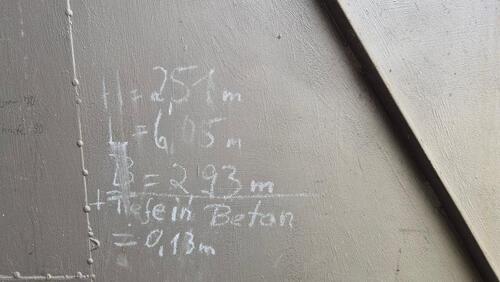 H = 2,51 m
L = 6,05 m
B = 2,93 m
+ Tiefe in Beton
= 0,13 m